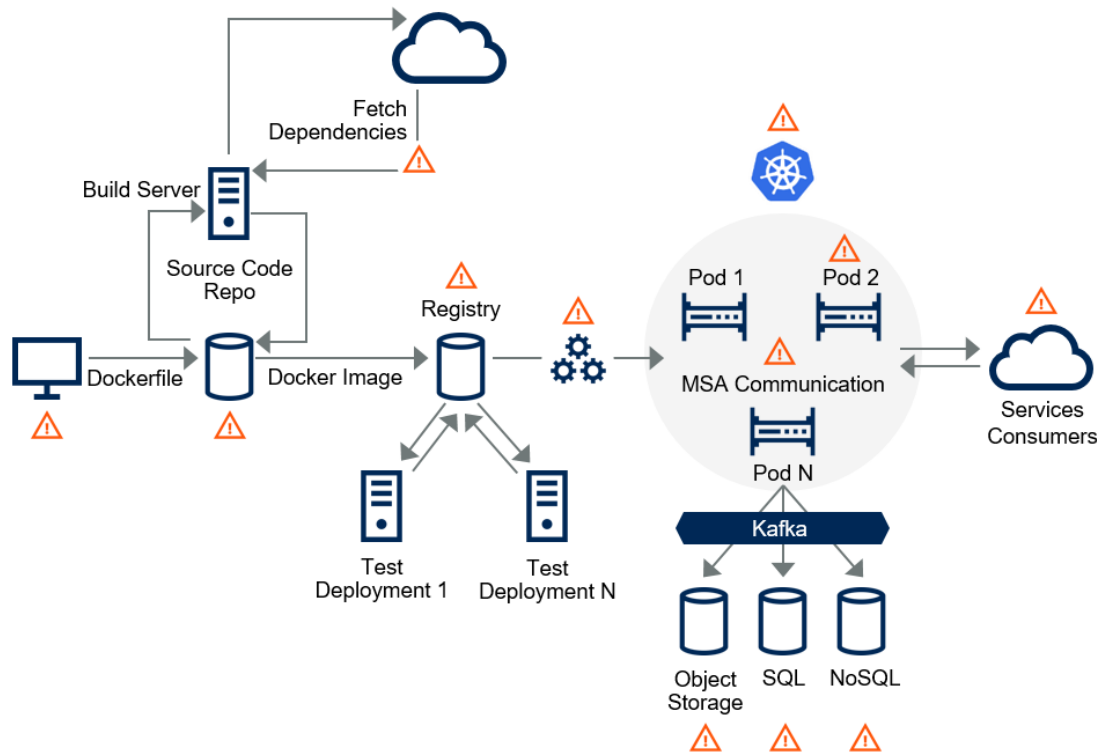 Fetch
Dependencies
Build Server
Source Code
Repo
Registry
Pod 1
Pod 2
Dockerfile
Docker Image
MSA Communication
Services
Consumers
Pod N
Kafka
Test
Deployment 1
Test
Deployment N
Object
Storage
SQL
NoSQL